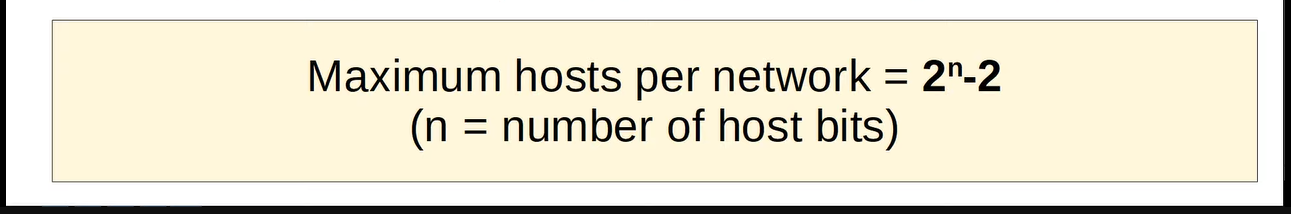 Maximum hosts per network = 2ⁿ-2
(n = number of host bits)